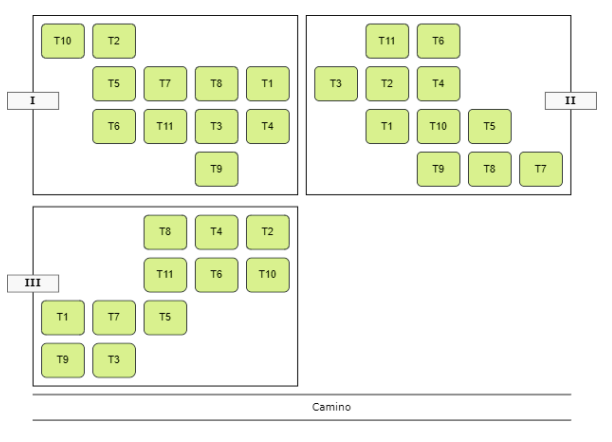 T10 T2
T5 T7 T8 T1
I
T6 T11 T3 T4
T9
T11 T6
T3 T2 T4
II
T1 T10 T5
T9 T8 T7
T8 T4 T2
T11 T6 T10
III
T1 T7 T5
T9 T3
Camino